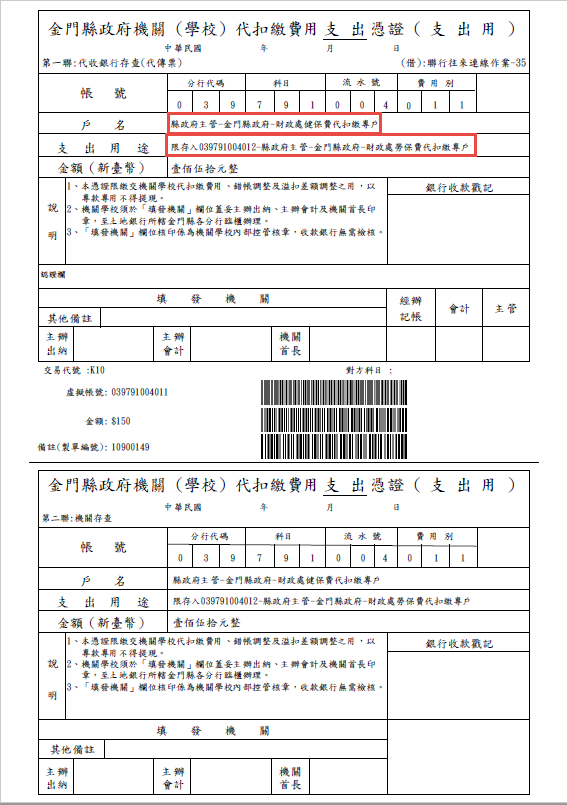 金門縣政府機關（學校）代扣繳費用支出憑證（支出用）
中華民國 年 月 日
第一聯:代收銀行存查(代傳票) (借):聯行往來連線作業-35
帳號 分行代碼 科目 流水號 費用別
0 3 9 7 9 1 0 0 4 0 1 1
戶名 縣政府主管-金門縣政府-財政處健保費代扣繳專戶
支出用途 限存入039791004012-縣政府主管-金門縣政府-財政處勞保費代扣繳專戶
金額（新臺幣） 壹佰伍拾元整
說明 1、本憑證限繳交機關學校代扣繳費用、錯帳調整及溢扣差額調整之用，以 銀行收款戳記
專款專用不得提現。
2、機關學校須於「填發機關」欄位蓋妥主辦出納、主辦會計及機關首長印
章，至土地銀行所轄金門縣各分行臨櫃辦理。
3、「填發機關」欄位核印係為機關學校內部控管核章，收款銀行無需檢核。
認證欄
填發機關 經辦記帳 會計 主管
其他備註
主辦出納 主辦會計 機關首長
交易代號 :K10 對方科目 :
虛擬帳號: 039791004011
金額: $150
備註(製單編號): 10900149
金門縣政府機關（學校）代扣繳費用支出憑證（支出用）
中華民國 年 月 日
第二聯:機關存查
帳號 分行代碼 科目 流水號 費用別
0 3 9 7 9 1 0 0 4 0 1 1
戶名 縣政府主管-金門縣政府-財政處健保費代扣繳專戶
支出用途 限存入039791004012-縣政府主管-金門縣政府-財政處勞保費代扣繳專戶
金額（新臺幣） 壹佰伍拾元整
說明 1、本憑證限繳交機關學校代扣繳費用、錯帳調整及溢扣差額調整之用，以 銀行收款戳記
專款專用不得提現。
2、機關學校須於「填發機關」欄位蓋妥主辦出納、主辦會計及機關首長印
章，至土地銀行所轄金門縣各分行臨櫃辦理。
3、「填發機關」欄位核印係為機關學校內部控管核章，收款銀行無需檢核。
填發機關
其他備註
主辦出納 主辦會計 機關首長